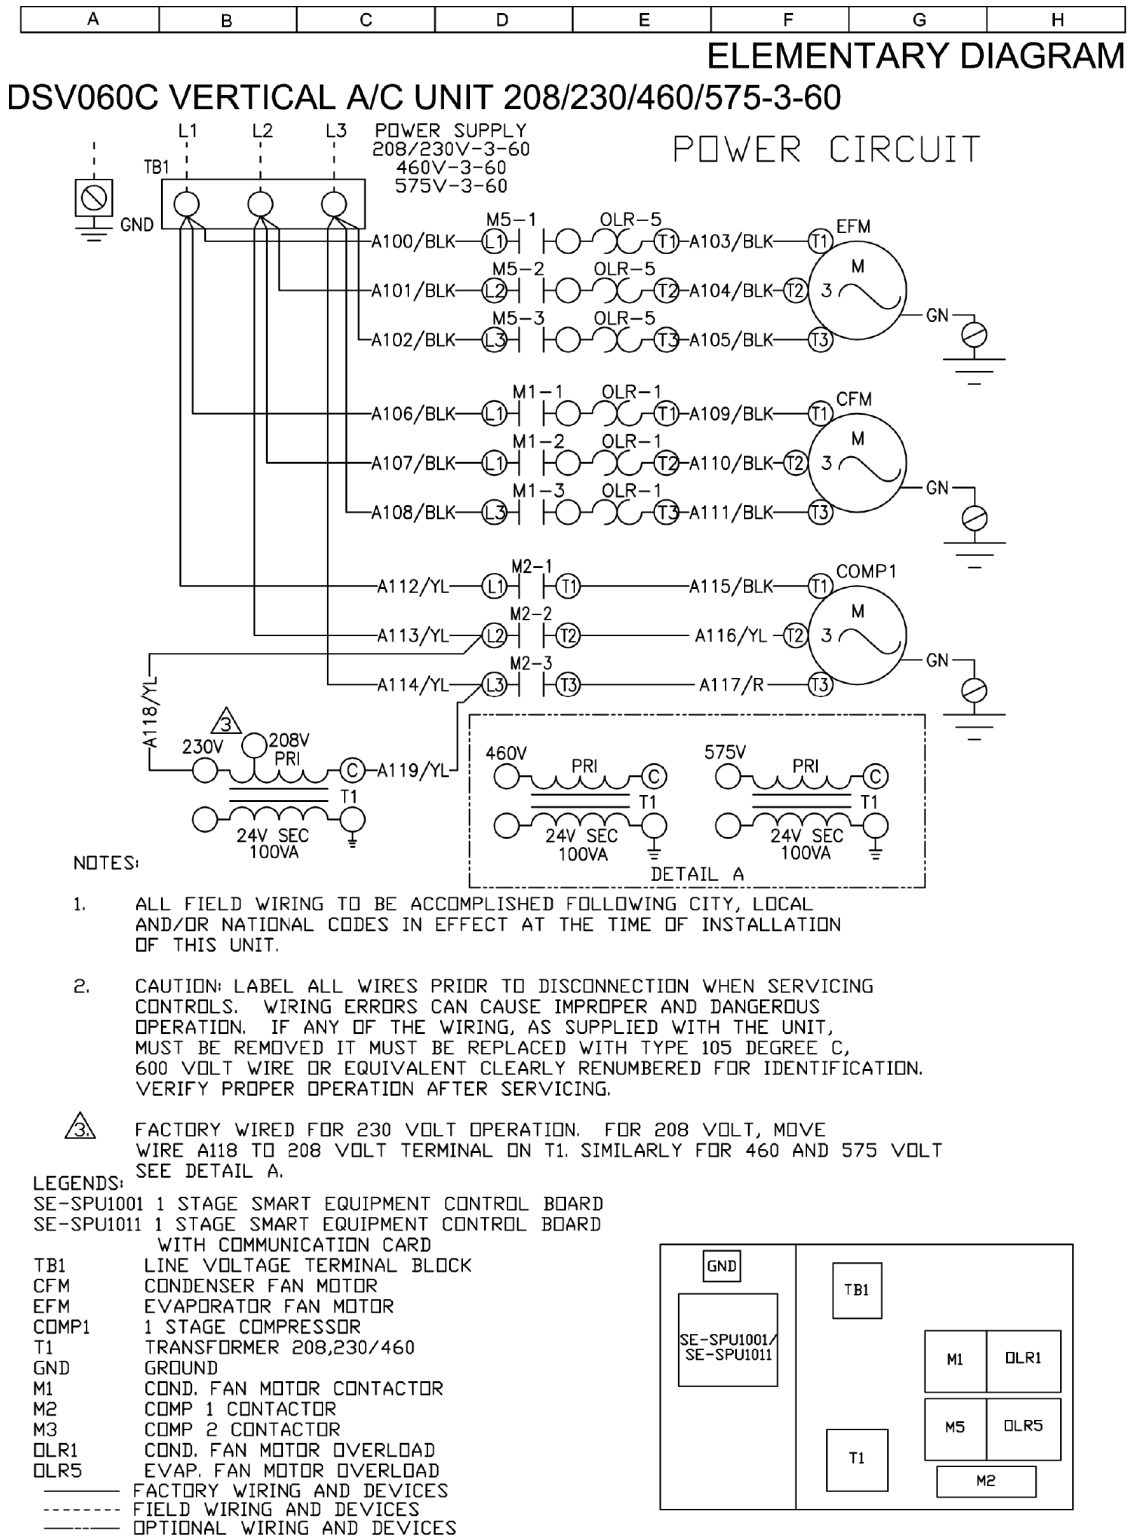 A B C D E F G H
ELEMENTARY DIAGRAM
DSV060C VERTICAL A/C UNIT 208/230/460/575-3-60
L1 L2 L3 POWER SUPPLY
208/230V-3-60
460V-3-60
575V-3-60
POWER CIRCUIT
TB1
GND
M5-1 OLR-5 EFM
A100/BLK L1 T1 A103/BLK T1
M5-2 OLR-5 M
A101/BLK L2 T2 A104/BLK T2 3
M5-3 OLR-5 GN
A102/BLK L3 T3 A105/BLK T3
M1-1 OLR-1 CFM
A106/BLK L1 T1 A109/BLK T1
M1-2 OLR-1 M
A107/BLK L1 T2 A110/BLK T2 3
M1-3 OLR-1 GN
A108/BLK L3 T3 A111/BLK T3
M2-1 COMP1
A112/YL L1 T1 A115/BLK T1
M2-2 M
A113/YL L2 T2 A116/YL T2 3
M2-3 GN
A114/YL L3 T3 A117/R T3
A118/YL
3
230V 208V
PRI C A119/YL
T1
24V SEC
100VA
460V
PRI C
T1
24V SEC
100VA
575V
PRI C
T1
24V SEC
100VA
DETAIL A
NOTES:
1. ALL FIELD WIRING TO BE ACCOMPLISHED FOLLOWING CITY, LOCAL
AND/OR NATIONAL CODES IN EFFECT AT THE TIME OF INSTALLATION
OF THIS UNIT.
2. CAUTION: LABEL ALL WIRES PRIOR TO DISCONNECTION WHEN SERVICING
CONTROLS. WIRING ERRORS CAN CAUSE IMPROPER AND DANGEROUS
OPERATION. IF ANY OF THE WIRING, AS SUPPLIED WITH THE UNIT,
MUST BE REMOVED IT MUST BE REPLACED WITH TYPE 105 DEGREE C,
600 VOLT WIRE OR EQUIVALENT CLEARLY RENUMBERED FOR IDENTIFICATION.
VERIFY PROPER OPERATION AFTER SERVICING.
3. FACTORY WIRED FOR 230 VOLT OPERATION. FOR 208 VOLT, MOVE
WIRE A118 TO 208 VOLT TERMINAL ON T1. SIMILARLY FOR 460 AND 575 VOLT
SEE DETAIL A.
LEGENDS:
SE-SPU1001 1 STAGE SMART EQUIPMENT CONTROL BOARD
SE-SPU1011 1 STAGE SMART EQUIPMENT CONTROL BOARD
WITH COMMUNICATION CARD
TB1 LINE VOLTAGE TERMINAL BLOCK
CFM CONDENSER FAN MOTOR
EFM EVAPORATOR FAN MOTOR
COMP1 1 STAGE COMPRESSOR
T1 TRANSFORMER 208,230/460
GND GROUND
M1 COND. FAN MOTOR CONTACTOR
M2 COMP 1 CONTACTOR
M3 COMP 2 CONTACTOR
OLR1 COND. FAN MOTOR OVERLOAD
OLR5 EVAP. FAN MOTOR OVERLOAD
FACTORY WIRING AND DEVICES
FIELD WIRING AND DEVICES
OPTIONAL WIRING AND DEVICES
GND
TB1
SE-SPU1001/
SE-SPU1011
M1 OLR1
M5 OLR5
T1
M2